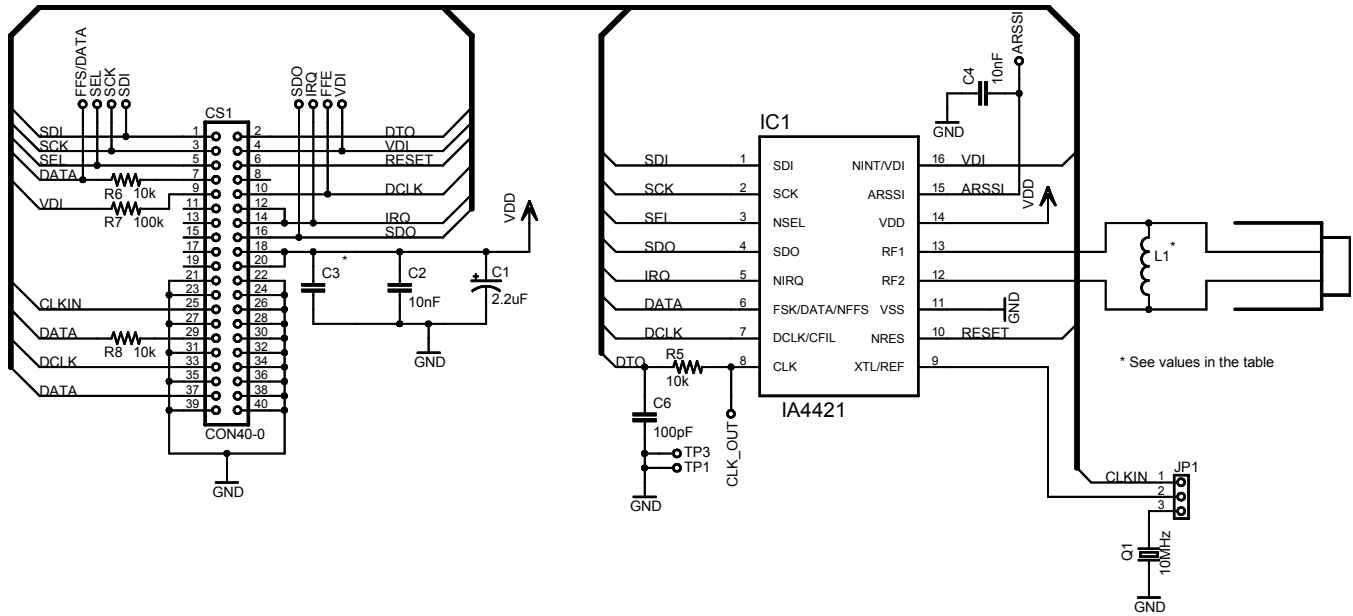 ARSSI
C4
10nF
GND
FFS/DATA
SEL
SCK
SDI
SDO
IRQ
FFE
VDI
CS1
SDI 1 2 DTO
SCK 3 4 VDI
SEL 5 6 RESET
DATA 7 8
R6 10k
VDI 9 10 DCLK
R7 100k
11 12
13 14 IRQ
15 16 SDO
17 18
19 20
21 22
23 24
CLKIN 25 26
27 28
DATA 29 30
R8 10k
31 32
DCLK 33 34
35 36
DATA 37 38
39 40
CON40-0
GND
VDD
C3 *
C2
10nF
C1
+
2.2uF
GND
IC1
SDI 1 SDI NINT/VDI 16 VDI
SCK 2 SCK ARSSI 15 ARSSI
SEL 3 NSEL VDD 14
VDD
SDO 4 SDO RF1 13
IRQ 5 NIRQ RF2 12
DATA 6 FSK/DATA/NFFS VSS 11
GND
DCLK 7 DCLK/CFIL NRES 10 RESET
DTO R5 8 CLK XTL/REF 9
10k
IA4421
L1 *
* See values in the table
C6
100pF
TP3
TP1
GND
CLK_OUT
JP1
CLKIN 1
2
3
Q1
10MHz
GND